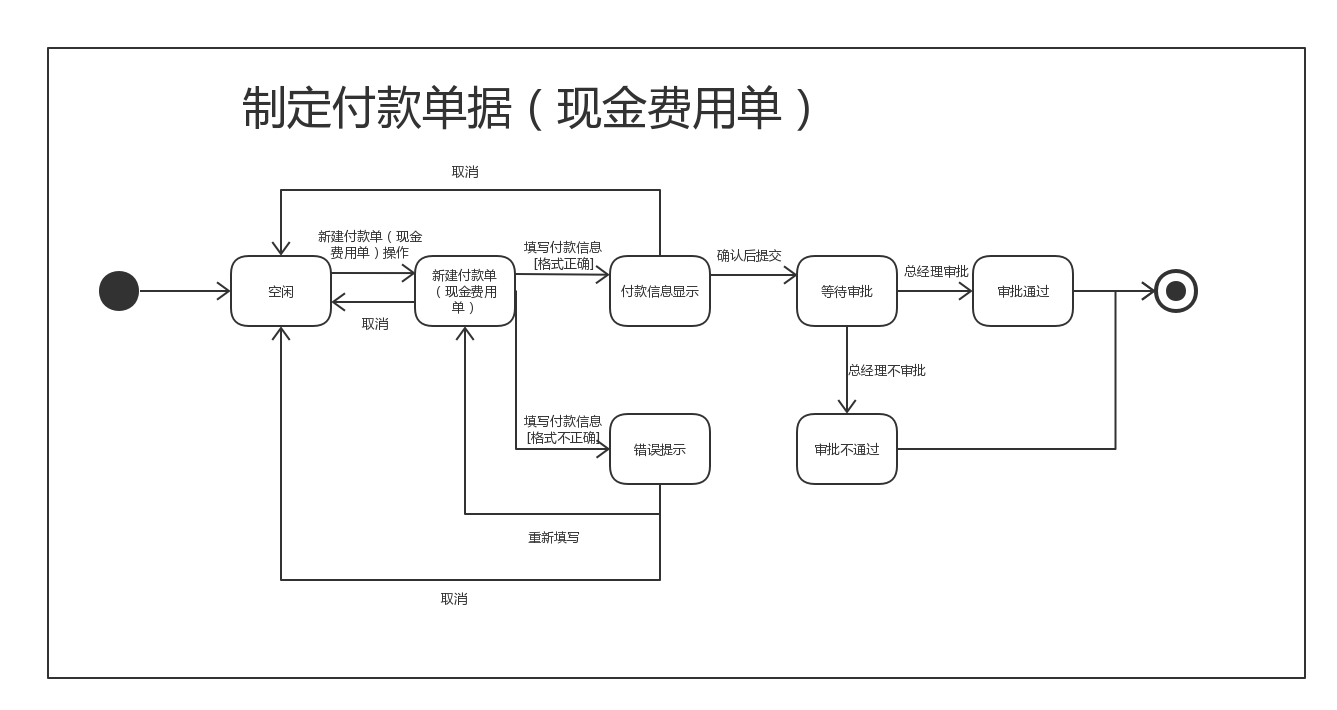 制定付款单据（现金费用单）
取消
新建付款单（现金
费用单）操作
填写付款信息
[格式正确]
确认后提交
总经理审批
空闲
新建付款单
（现金费用
单）
付款信息显示
等待审批
审批通过
取消
总经理不审批
填写付款信息
[格式不正确]
错误提示
审批不通过
重新填写
取消